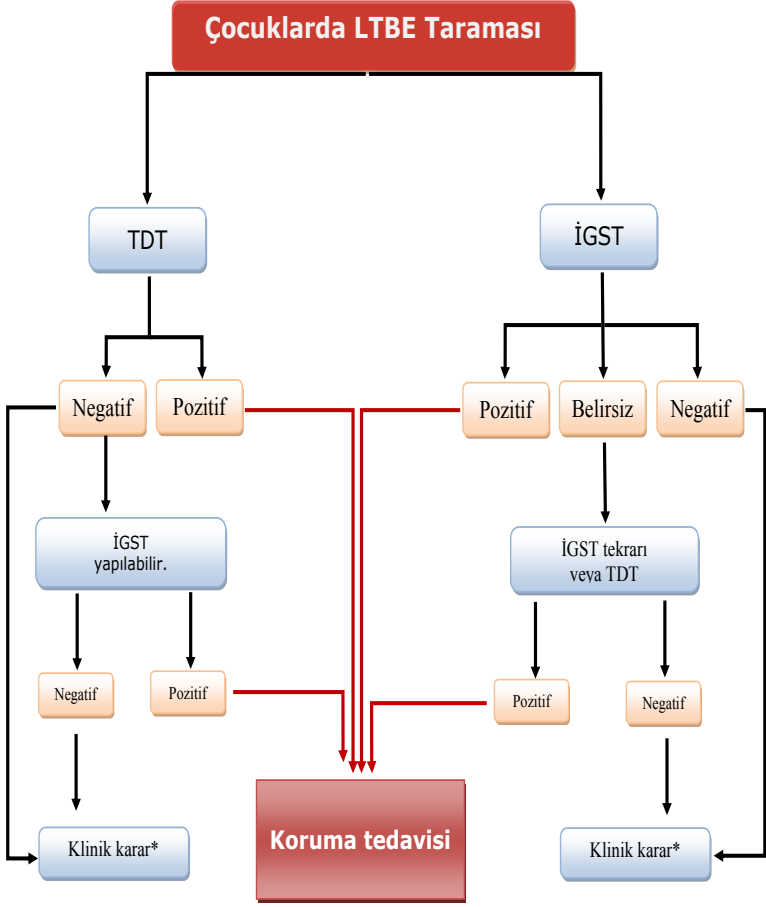 Çocuklarda LTBE Taraması
TDT
İGST
Negatif
Pozitif
Pozitif
Belirsiz
Negatif
İGST
yapılabilir.
İGST tekrarı
veya TDT
Negatif
Pozitif
Pozitif
Negatif
Koruma tedavisi
Klinik karar*
Klinik karar*